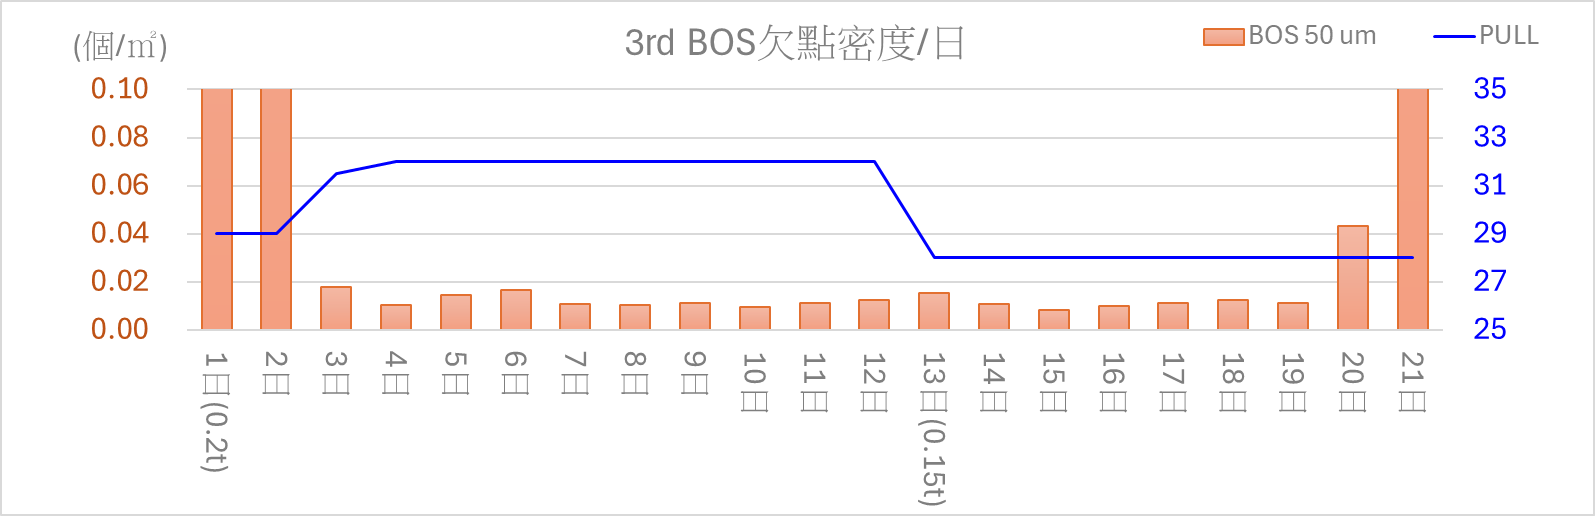 3rd BOS欠點密度/日
BOS 50 um
PULL
(個/㎡)
0.10
0.08
0.06
0.04
0.02
0.00
35
33
31
29
27
25
1日(0.2t)
2日
3日
4日
5日
6日
7日
8日
9日
10日
11日
12日
13日(0.15t)
14日
15日
16日
17日
18日
19日
20日
21日